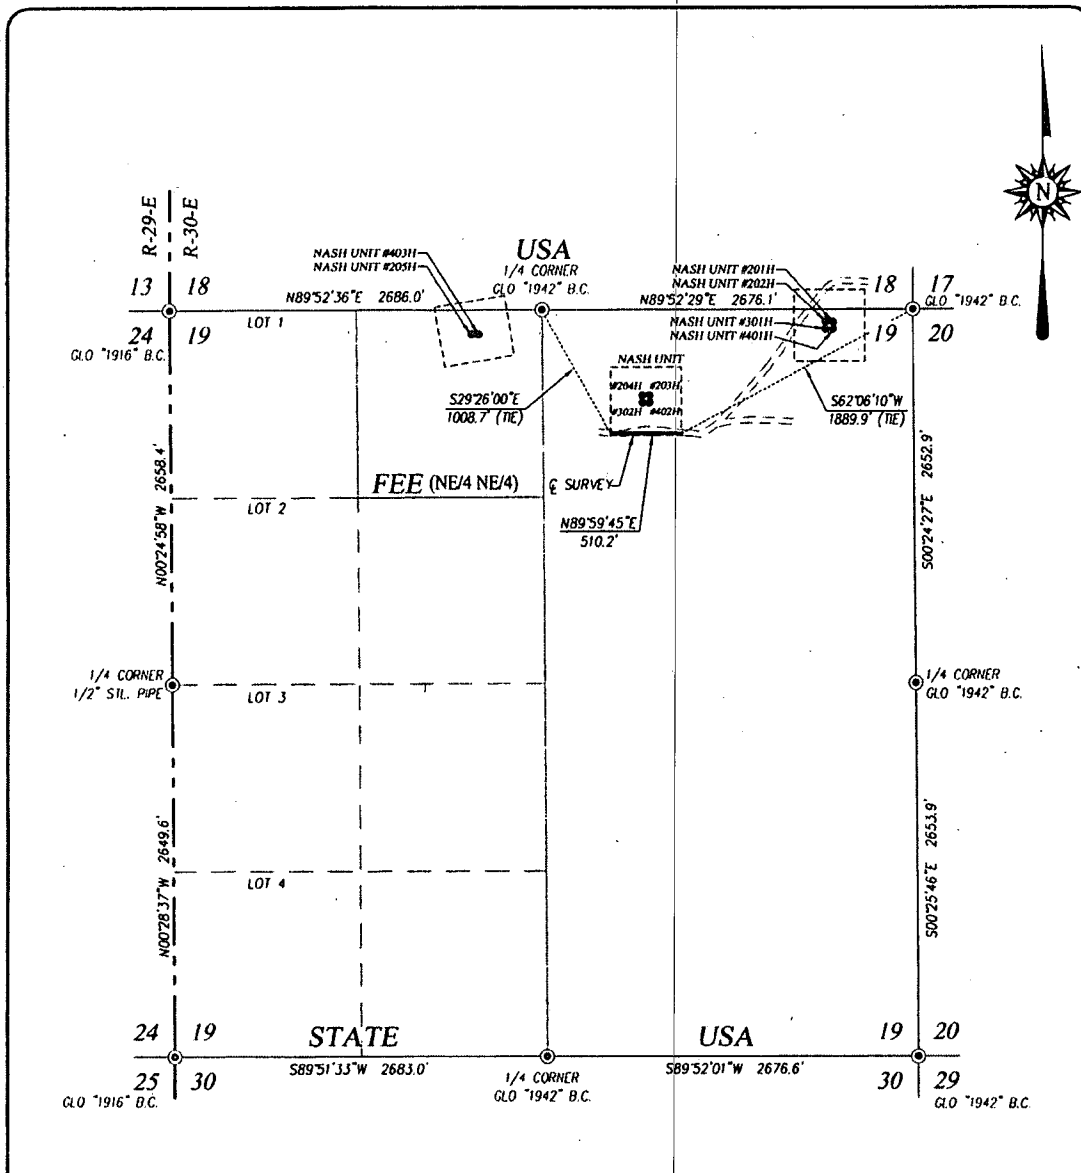 R-29-E
R-30-E
N
NASH UNIT #403H
NASH UNIT #205H
USA
1/4 CORNER
GLO "1942" B.C.
NASH UNIT #201H
NASH UNIT #202H
13 18
N89°52'36"E 2686.0'
N89°52'29"E 2676.1'
18 17
GLO "1942" B.C.
LOT 1
24 19
GLO "1916" B.C.
NASH UNIT #301H
NASH UNIT #401H
19 20
NASH UNIT
#204H #203H
#302H #402H
S29°26'00"E
1008.7' (TIE)
S62°06'10"W
1889.9' (TIE)
N00°24'58"W 2658.4'
S00°24'27"E 2652.9'
FEE (NE/4 NE/4)
℄ SURVEY
LOT 2
N89°59'45"E
510.2'
1/4 CORNER
1/2" STL. PIPE
LOT 3
1/4 CORNER
GLO "1942" B.C.
N00°28'37"W 2649.6'
S00°25'46"E 2653.9'
LOT 4
24 19
STATE
USA
19 20
S89°51'33"W 2683.0'
S89°52'01"W 2676.6'
25 30
GLO "1916" B.C.
1/4 CORNER
GLO "1942" B.C.
30 29
GLO "1942" B.C.